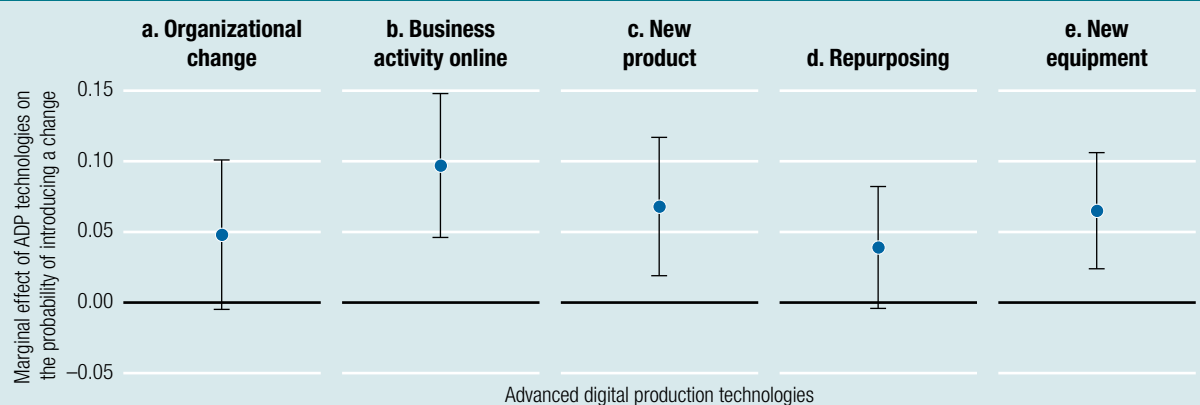 a. Organizational
change
b. Business
activity online
c. New
product
d. Repurposing
e. New
equipment
Marginal effect of ADP technologies on
the probability of introducing a change
0.15
0.10
0.05
0.00
–0.05
Advanced digital production technologies